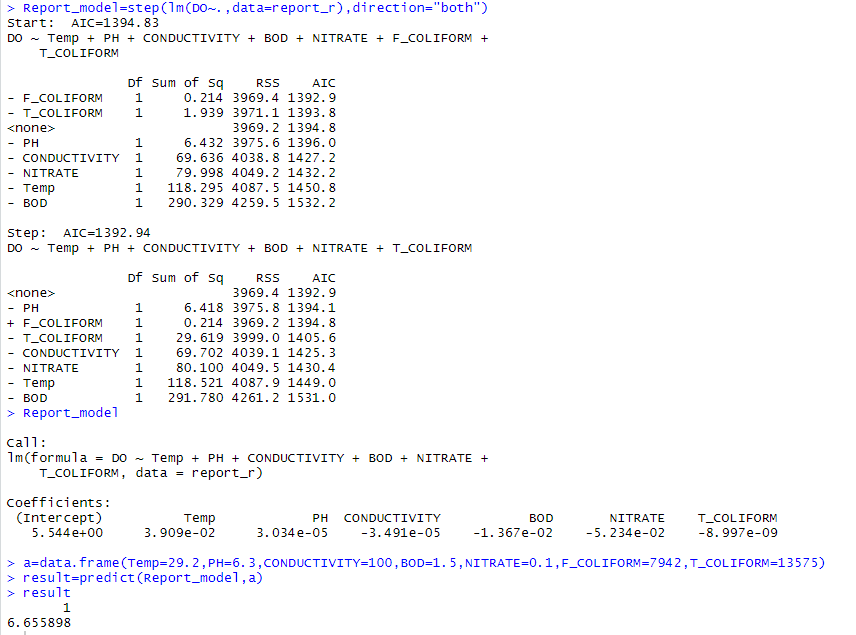 > Report_model=step(lm(DO~.,data=report_r),direction="both")
Start:  AIC=1394.83
DO ~ Temp + PH + CONDUCTIVITY + BOD + NITRATE + F_COLIFORM +
    T_COLIFORM

               Df Sum of Sq    RSS    AIC
- F_COLIFORM    1     0.214 3969.4 1392.9
- T_COLIFORM    1     1.939 3971.1 1393.8
<none>                      3969.2 1394.8
- PH            1     6.432 3975.6 1396.0
- CONDUCTIVITY  1    69.636 4038.8 1427.2
- NITRATE       1    79.998 4049.2 1432.2
- Temp          1   118.295 4087.5 1450.8
- BOD           1   290.329 4259.5 1532.2

Step:  AIC=1392.94
DO ~ Temp + PH + CONDUCTIVITY + BOD + NITRATE + T_COLIFORM

               Df Sum of Sq    RSS    AIC
<none>                      3969.4 1392.9
- PH            1     6.418 3975.8 1394.1
+ F_COLIFORM    1     0.214 3969.2 1394.8
- T_COLIFORM    1    29.619 3999.0 1405.6
- CONDUCTIVITY  1    69.702 4039.1 1425.3
- NITRATE       1    80.100 4049.5 1430.4
- Temp          1   118.521 4087.9 1449.0
- BOD           1   291.780 4261.2 1531.0
> Report_model

Call:
lm(formula = DO ~ Temp + PH + CONDUCTIVITY + BOD + NITRATE +
    T_COLIFORM, data = report_r)

Coefficients:
 (Intercept)          Temp            PH  CONDUCTIVITY           BOD       NITRATE    T_COLIFORM
   5.544e+00     3.909e-02     3.034e-05    -3.491e-05    -1.367e-02    -5.234e-02    -8.997e-09

> a=data.frame(Temp=29.2,PH=6.3,CONDUCTIVITY=100,BOD=1.5,NITRATE=0.1,F_COLIFORM=7942,T_COLIFORM=13575)
> result=predict(Report_model,a)
> result
       1
6.655898